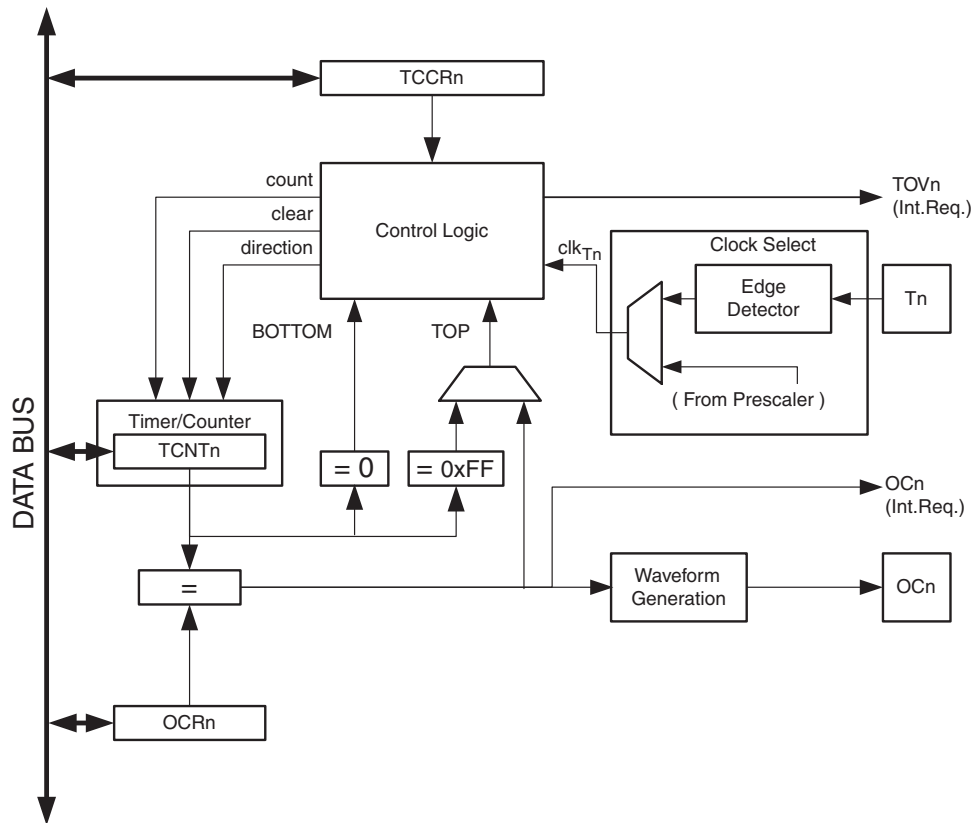 TCCRn
count
clear
direction
Control Logic
TOVn
(Int.Req.)
clkTn
Clock Select
Edge
Detector
Tn
( From Prescaler )
BOTTOM
TOP
Timer/Counter
TCNTn
= 0
= 0xFF
OCn
(Int.Req.)
=
Waveform
Generation
OCn
OCRn
DATA BUS